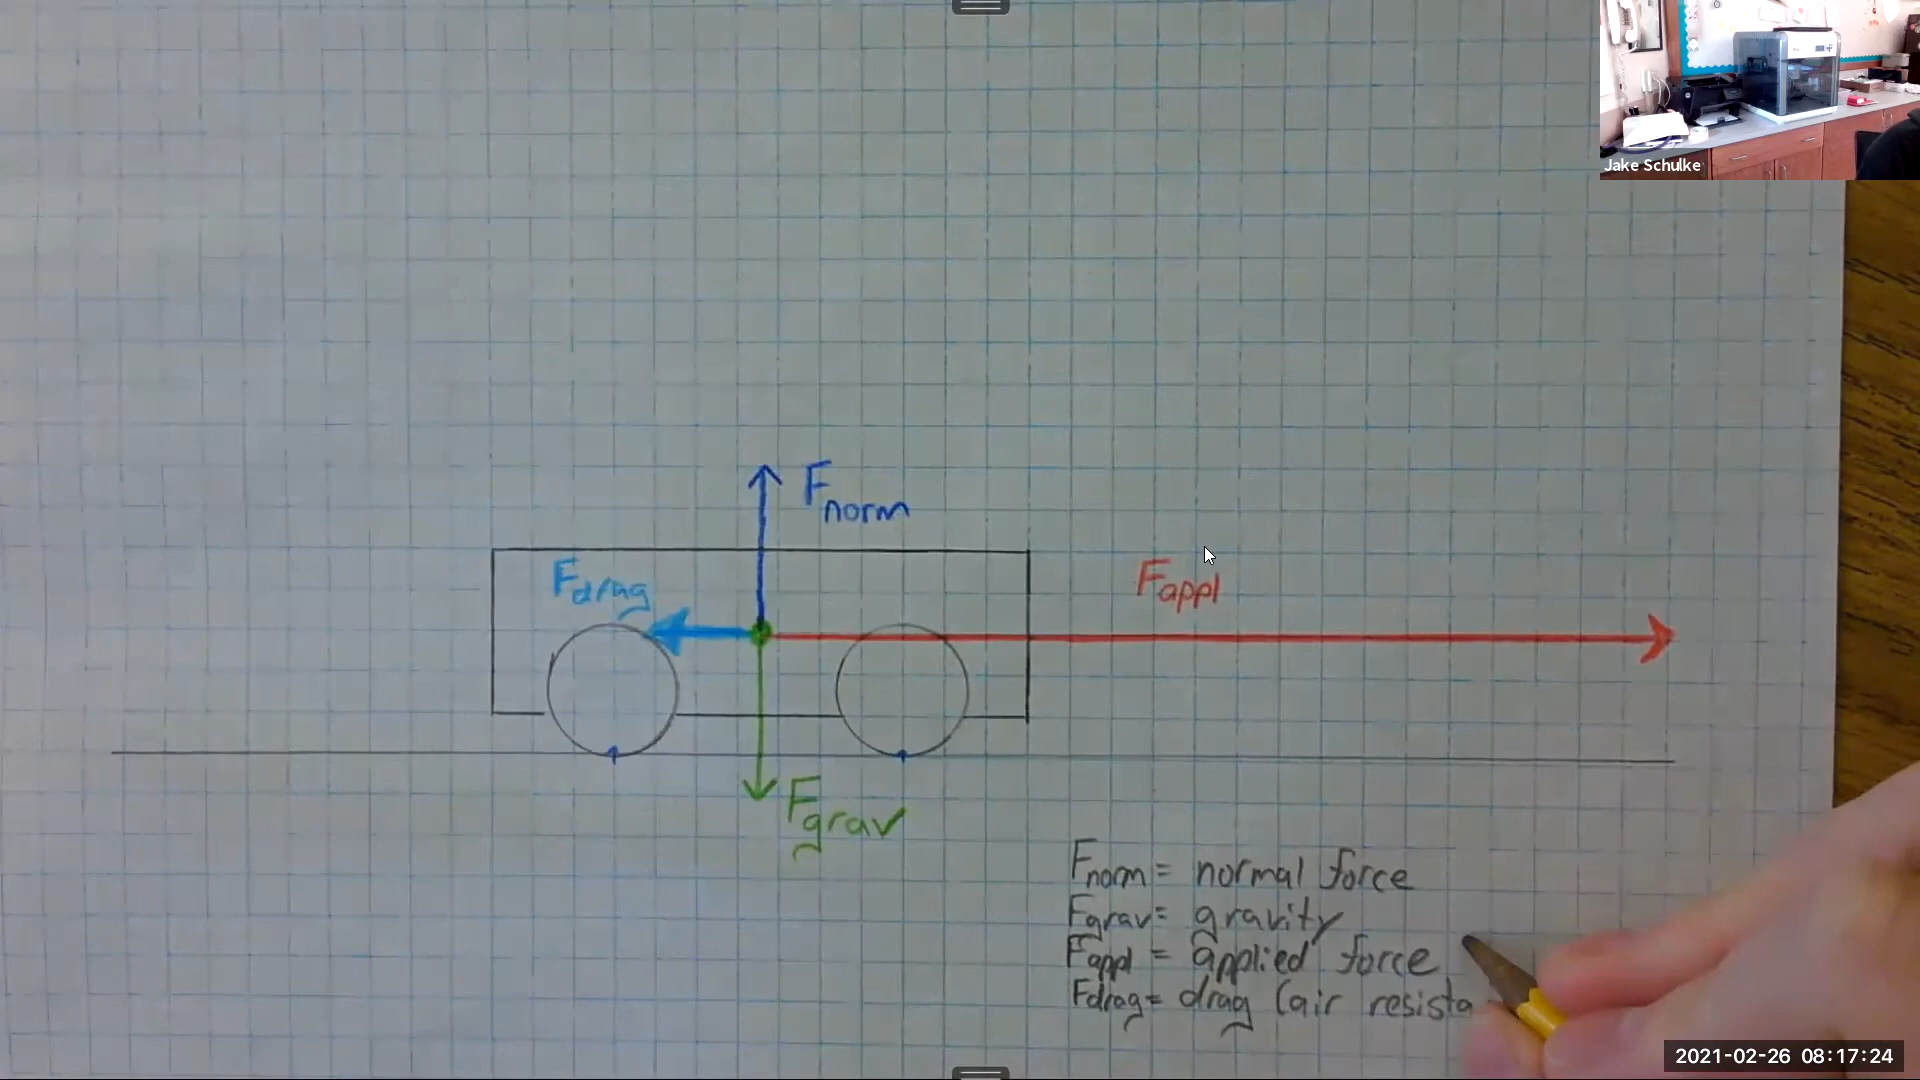 Jake Schulke
Fnorm
Fdrag
Fappl
Fgrav
Fnorm = normal force
Fgrav = gravity
Fappl = applied force
Fdrag = drag (air resista
2021-02-26 08:17:24